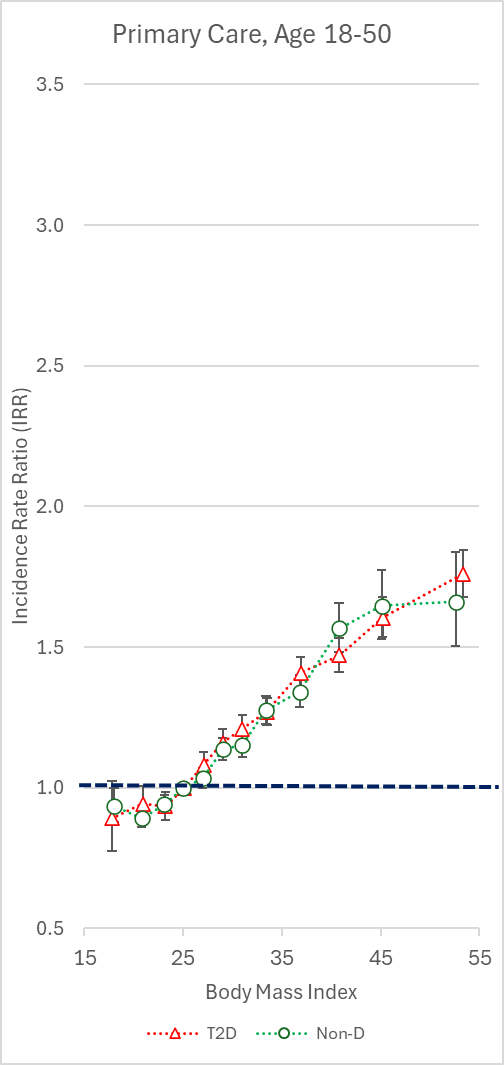 Primary Care, Age 18-50
3.5
3.0
2.5
2.0
1.5
1.0
0.5
Incidence Rate Ratio (IRR)
15 25 35 45 55
Body Mass Index
T2D Non-D